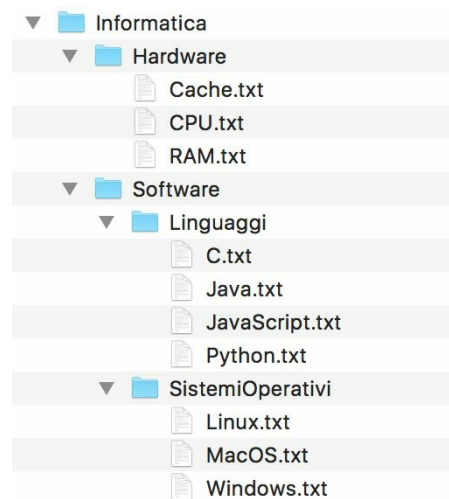 Informatica
Hardware
Cache.txt
CPU.txt
RAM.txt
Software
Linguaggi
C.txt
Java.txt
JavaScript.txt
Python.txt
SistemiOperativi
Linux.txt
MacOS.txt
Windows.txt